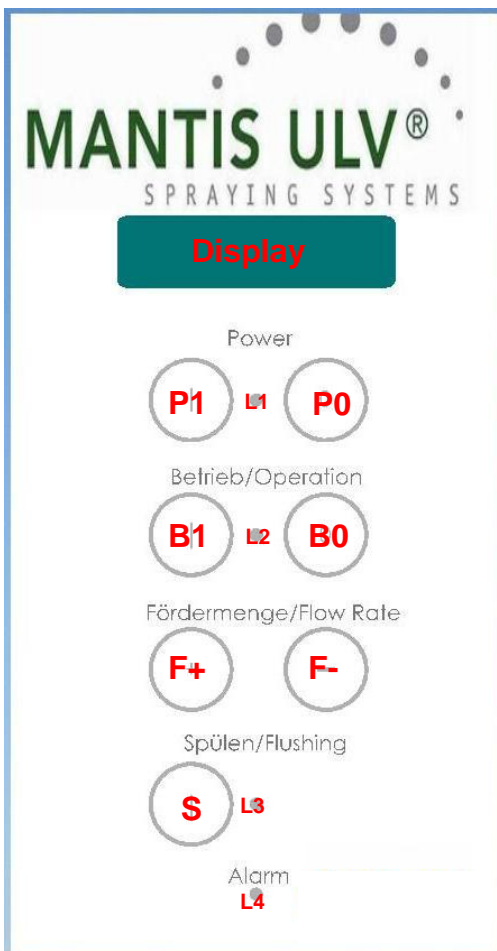 MANTIS ULV®
SPRAYING SYSTEMS
Display
Power
P1 L1 P0
Betrieb/Operation
B1 L2 B0
Fördermenge/Flow Rate
F+ F-
Spülen/Flushing
S L3
Alarm
L4